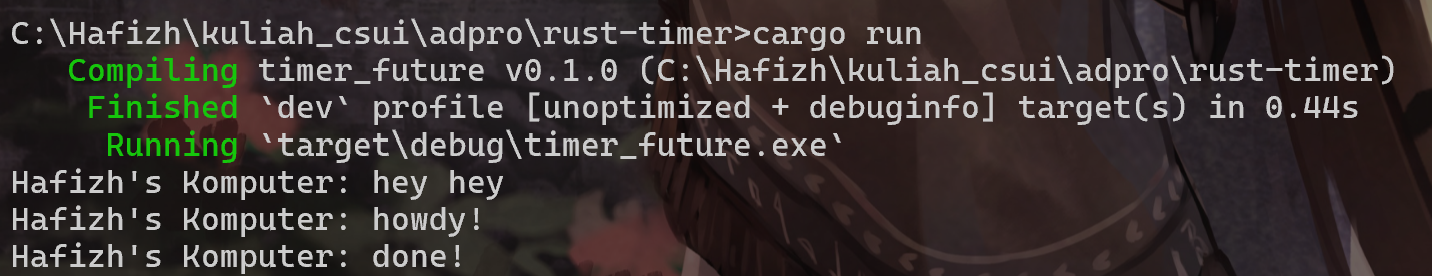 C:\Hafizh\kuliah_csui\adpro\rust-timer>cargo run
   Compiling timer_future v0.1.0 (C:\Hafizh\kuliah_csui\adpro\rust-timer)
    Finished `dev` profile [unoptimized + debuginfo] target(s) in 0.44s
     Running `target\debug\timer_future.exe`
Hafizh's Komputer: hey hey
Hafizh's Komputer: howdy!
Hafizh's Komputer: done!